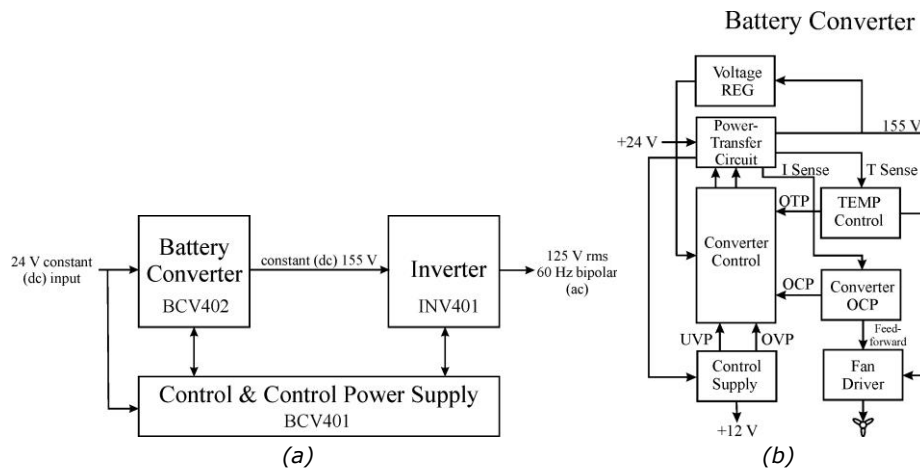 Battery Converter
Voltage
REG
155 V
Power-
Transfer
Circuit
+24 V
I Sense
T Sense
OTP
TEMP
Control
Converter
Control
OCP
Converter
OCP
Feed-
forward
UVP
OVP
Control
Supply
Fan
Driver
+12 V
(b)
24 V constant
(dc) input
Battery
Converter
BCV402
constant (dc) 155 V
Inverter
INV401
125 V rms
60 Hz bipolar
(ac)
Control & Control Power Supply
BCV401
(a)